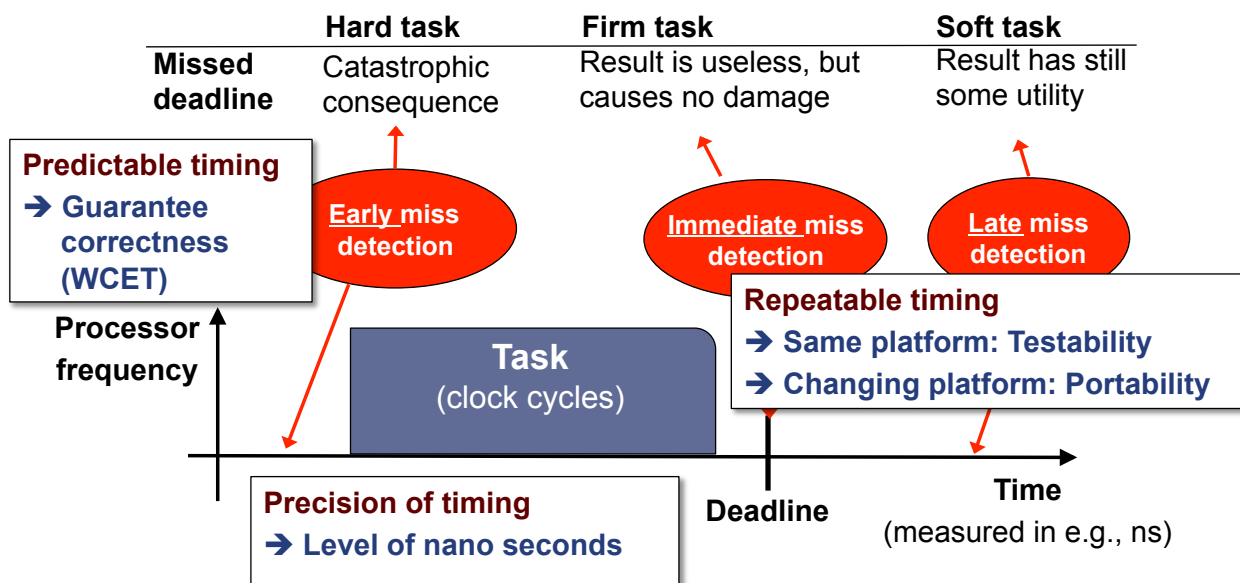 Hard task
Firm task
Soft task
Missed
deadline
Catastrophic
consequence
Result is useless, but
causes no damage
Result has still
some utility
Predictable timing
➔ Guarantee
correctness
(WCET)
Early miss
detection
Immediate miss
detection
Late miss
detection
Repeatable timing
➔ Same platform: Testability
➔ Changing platform: Portability
Processor
frequency
Task
(clock cycles)
Precision of timing
➔ Level of nano seconds
Deadline
Time
(measured in e.g., ns)